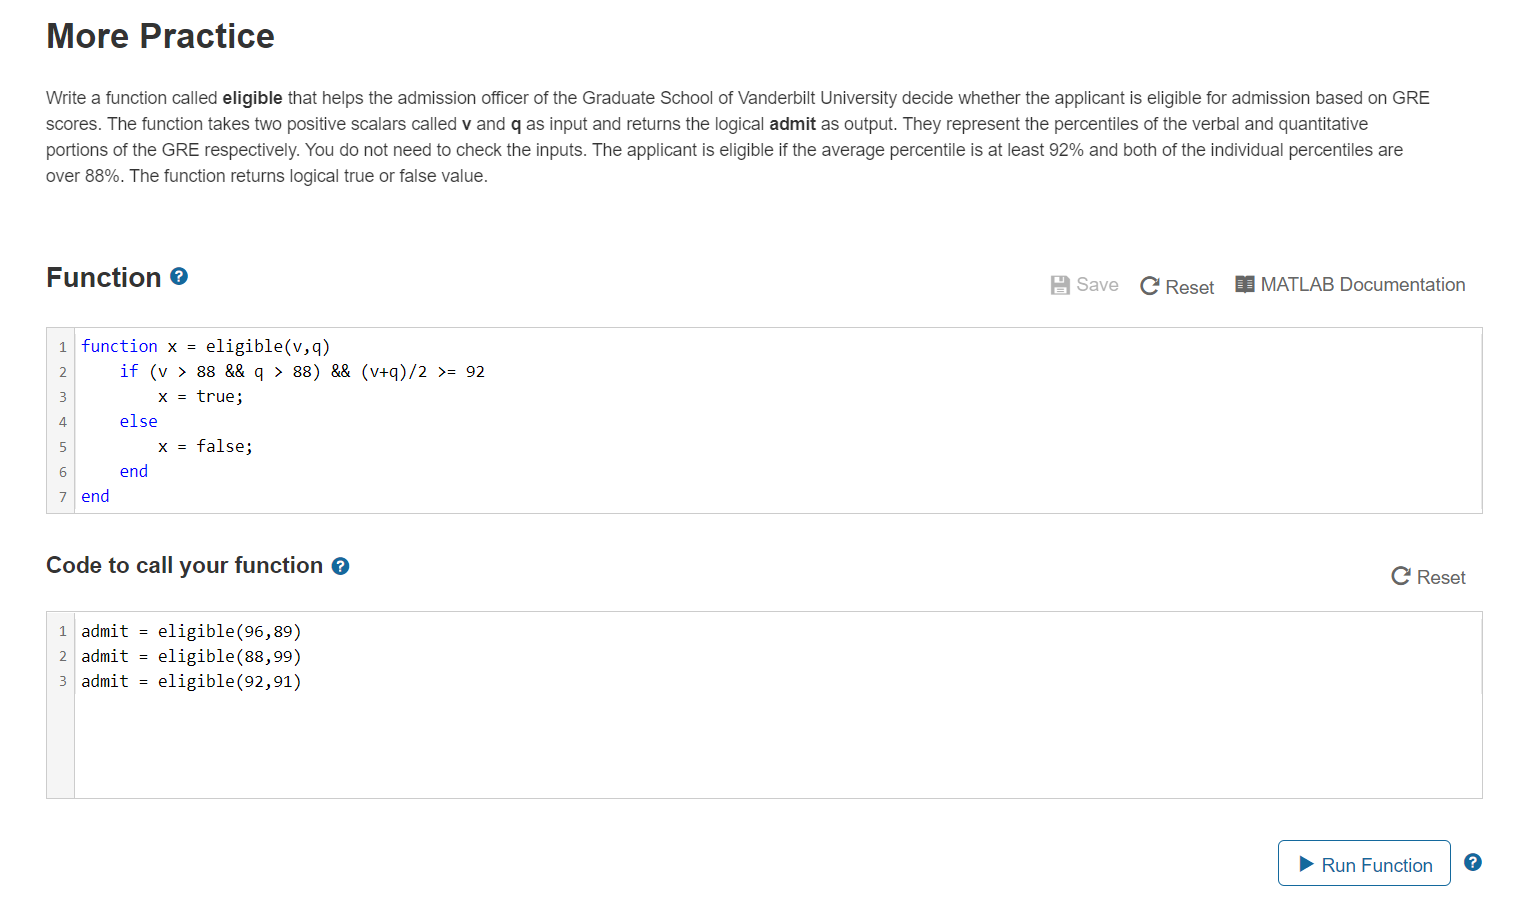 More Practice
Write a function called eligible that helps the admission officer of the Graduate School of Vanderbilt University decide whether the applicant is eligible for admission based on GRE
scores. The function takes two positive scalars called v and q as input and returns the logical admit as output. They represent the percentiles of the verbal and quantitative
portions of the GRE respectively. You do not need to check the inputs. The applicant is eligible if the average percentile is at least 92% and both of the individual percentiles are
over 88%. The function returns logical true or false value.
Function ?
Save Reset MATLAB Documentation
1 function x = eligible(v,q)
2 if (v > 88 && q > 88) && (v+q)/2 >= 92
3 x = true;
4 else
5 x = false;
6 end
7 end
Code to call your function ?
Reset
1 admit = eligible(96,89)
2 admit = eligible(88,99)
3 admit = eligible(92,91)
Run Function ?